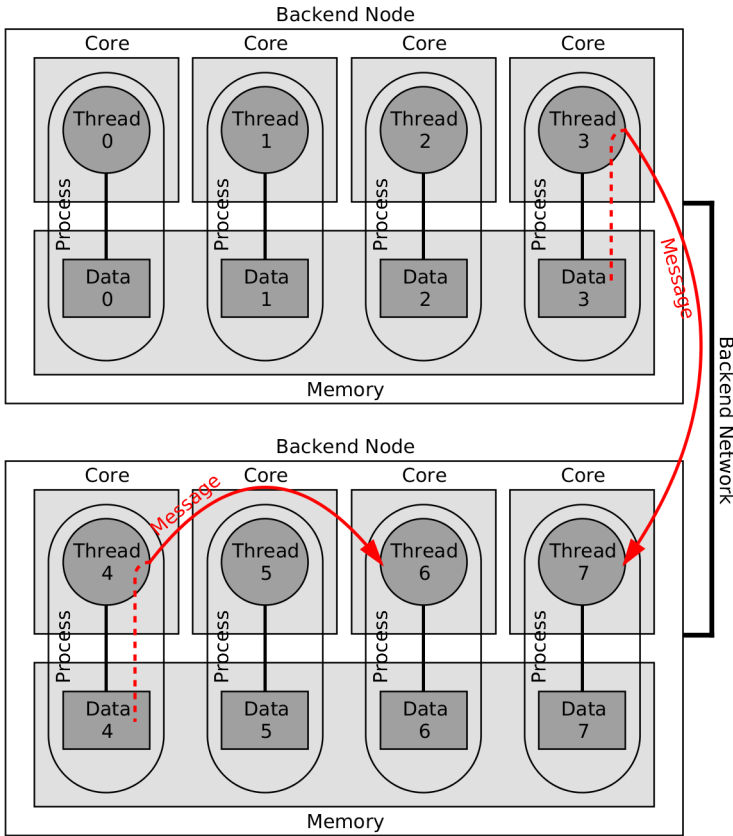 Backend Node
Core
Core
Core
Core
Thread
0
Thread
1
Thread
2
Thread
3
Process
Process
Process
Process
Message
Data
0
Data
1
Data
2
Data
3
Memory
Backend Network
Backend Node
Core
Core
Core
Core
Message
Thread
4
Thread
5
Thread
6
Thread
7
Process
Process
Process
Process
Data
4
Data
5
Data
6
Data
7
Memory